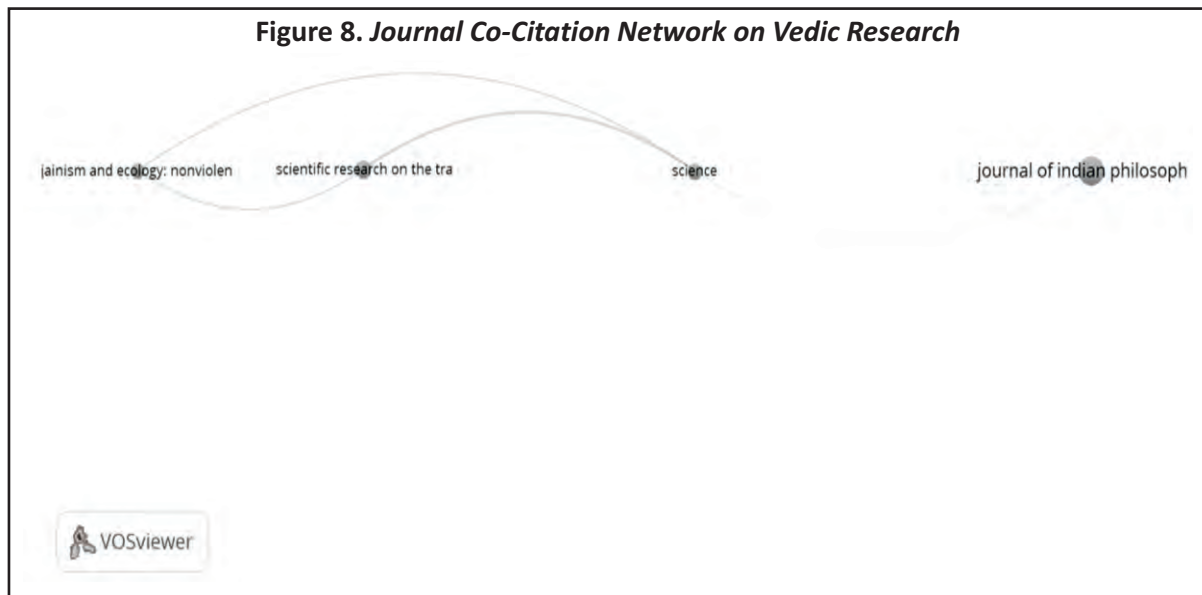 Figure 8. Journal Co-Citation Network on Vedic Research
jainism and ecology: nonviolen
scientific research on the tra
science
journal of indian philosoph
VOSviewer